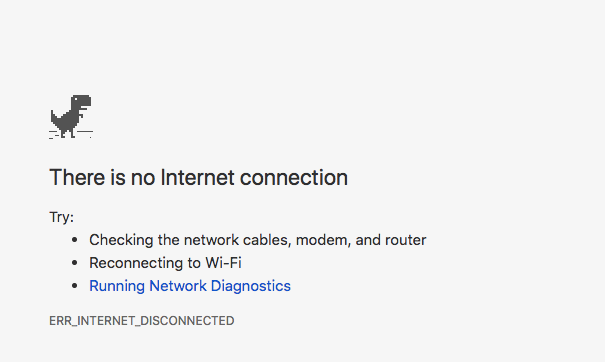 There is no Internet connection
Try:
• Checking the network cables, modem, and router
• Reconnecting to Wi-Fi
• Running Network Diagnostics
ERR_INTERNET_DISCONNECTED